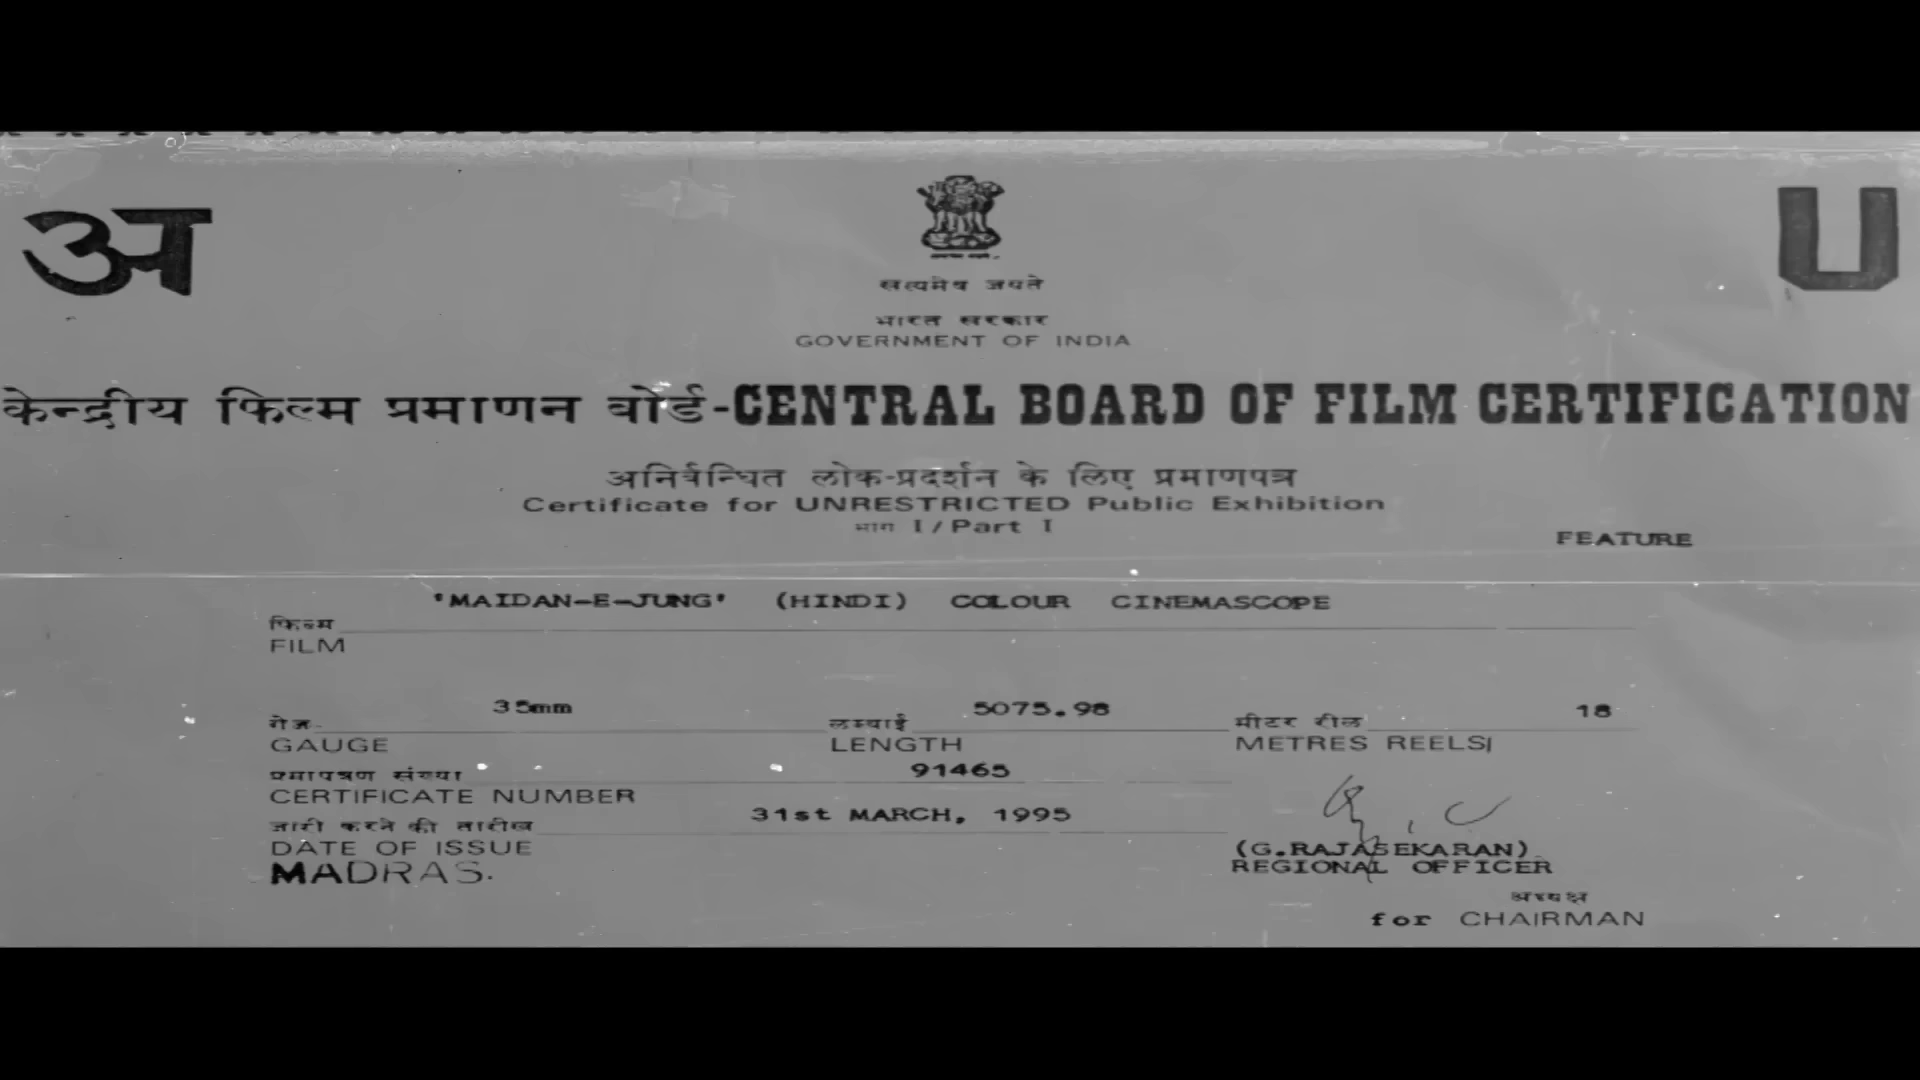 अ U
सत्यमेव जयते
भारत सरकार
GOVERNMENT OF INDIA
केन्द्रीय फिल्म प्रमाणन बोर्ड-CENTRAL BOARD OF FILM CERTIFICATION
अनिर्बन्धित लोक-प्रदर्शन के लिए प्रमाणपत्र
Certificate for UNRESTRICTED Public Exhibition
भाग I / Part I
FEATURE
'MAIDAN-E-JUNG' (HINDI) COLOUR CINEMASCOPE
फिल्म
FILM
35mm 5075.98 18
गेज लम्बाई मीटर रील
GAUGE LENGTH METRES REELS
91465
प्रमाणपत्र संख्या
CERTIFICATE NUMBER
31st MARCH, 1995
जारी करने की तारीख
DATE OF ISSUE
(G.RAJASEKARAN)
MADRAS.
REGIONAL OFFICER
अध्यक्ष
for CHAIRMAN